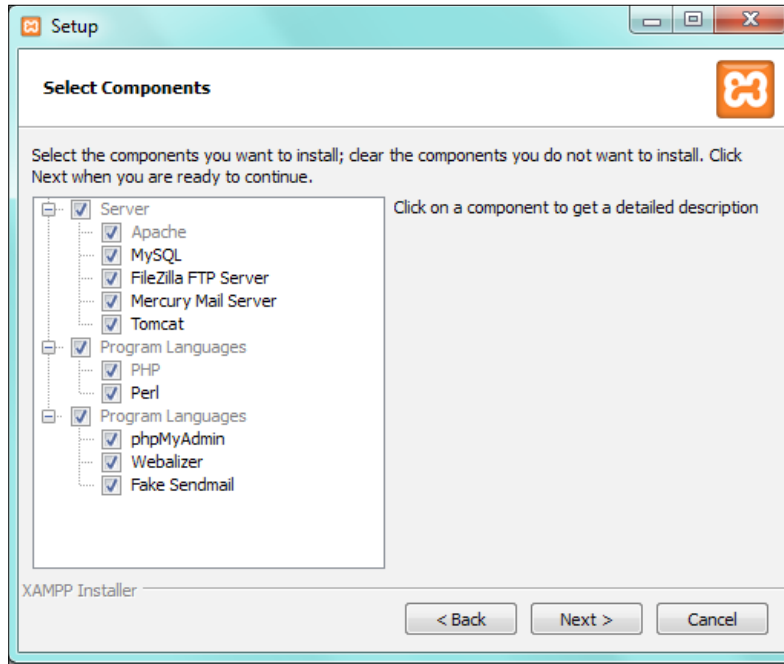 Setup
Select Components
Select the components you want to install; clear the components you do not want to install. Click
Next when you are ready to continue.
Server
Apache
MySQL
FileZilla FTP Server
Mercury Mail Server
Tomcat
Program Languages
PHP
Perl
Program Languages
phpMyAdmin
Webalizer
Fake Sendmail
Click on a component to get a detailed description
XAMPP Installer
< Back
Next >
Cancel